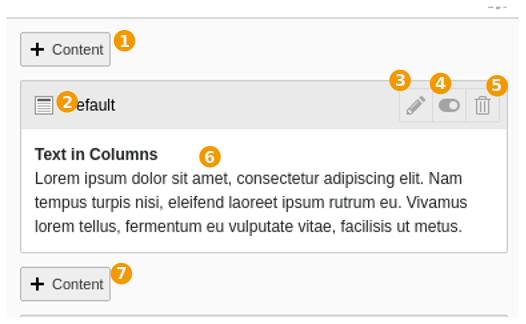 + Content 1
2 efault 3 4 5
Text in Columns 6
Lorem ipsum dolor sit amet, consectetur adipiscing elit. Nam
tempus turpis nisi, eleifend laoreet ipsum rutrum eu. Vivamus
lorem tellus, fermentum eu vulputate vitae, facilisis ut metus.
+ Content 7